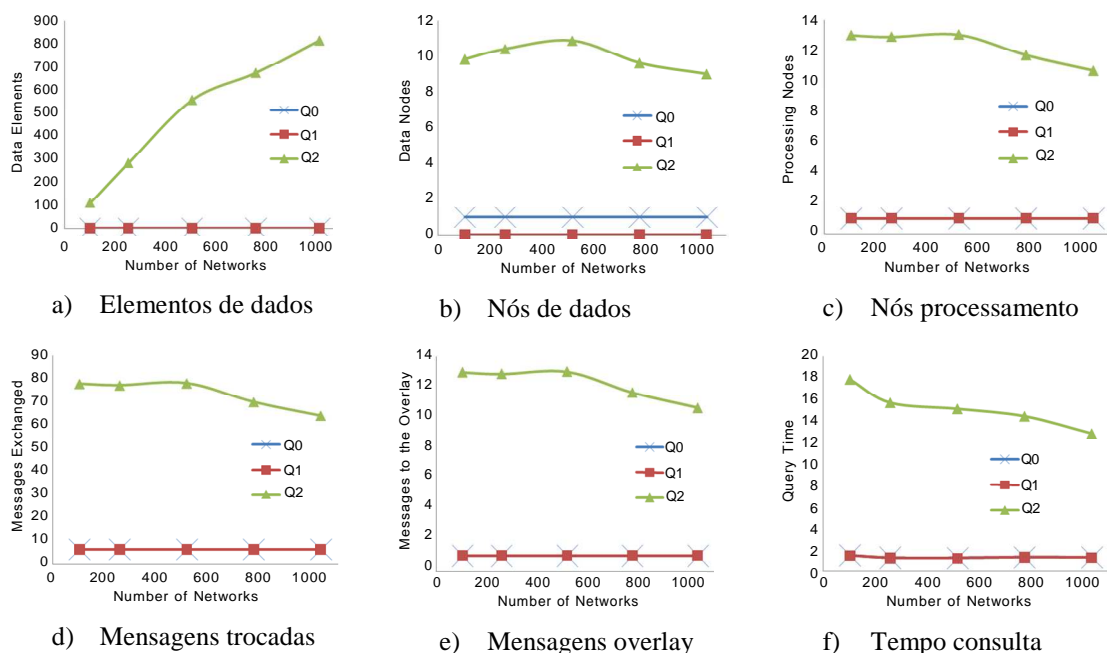 900
800
700
600
500
400
300
200
100
0
Data Elements
Q0
Q1
Q2
0 200 400 600 800 1000
Number of Networks
a) Elementos de dados
12
10
8
6
4
2
0
Data Nodes
Q0
Q1
Q2
0 200 400 600 800 1000
Number of Networks
b) Nós de dados
14
12
10
8
6
4
2
0
Processing Nodes
Q0
Q1
Q2
0 200 400 600 800 1000
Number of Networks
c) Nós processamento
90
80
70
60
50
40
30
20
10
0
Messages Exchanged
Q0
Q1
Q2
0 200 400 600 800 1000
Number of Networks
d) Mensagens trocadas
14
12
10
8
6
4
2
0
Messages to the Overlay
Q0
Q1
Q2
0 200 400 600 800 1000
Number of Networks
e) Mensagens overlay
20
18
16
14
12
10
8
6
4
2
0
Query Time
Q0
Q1
Q2
0 200 400 600 800 1000
Number of Networks
f) Tempo consulta